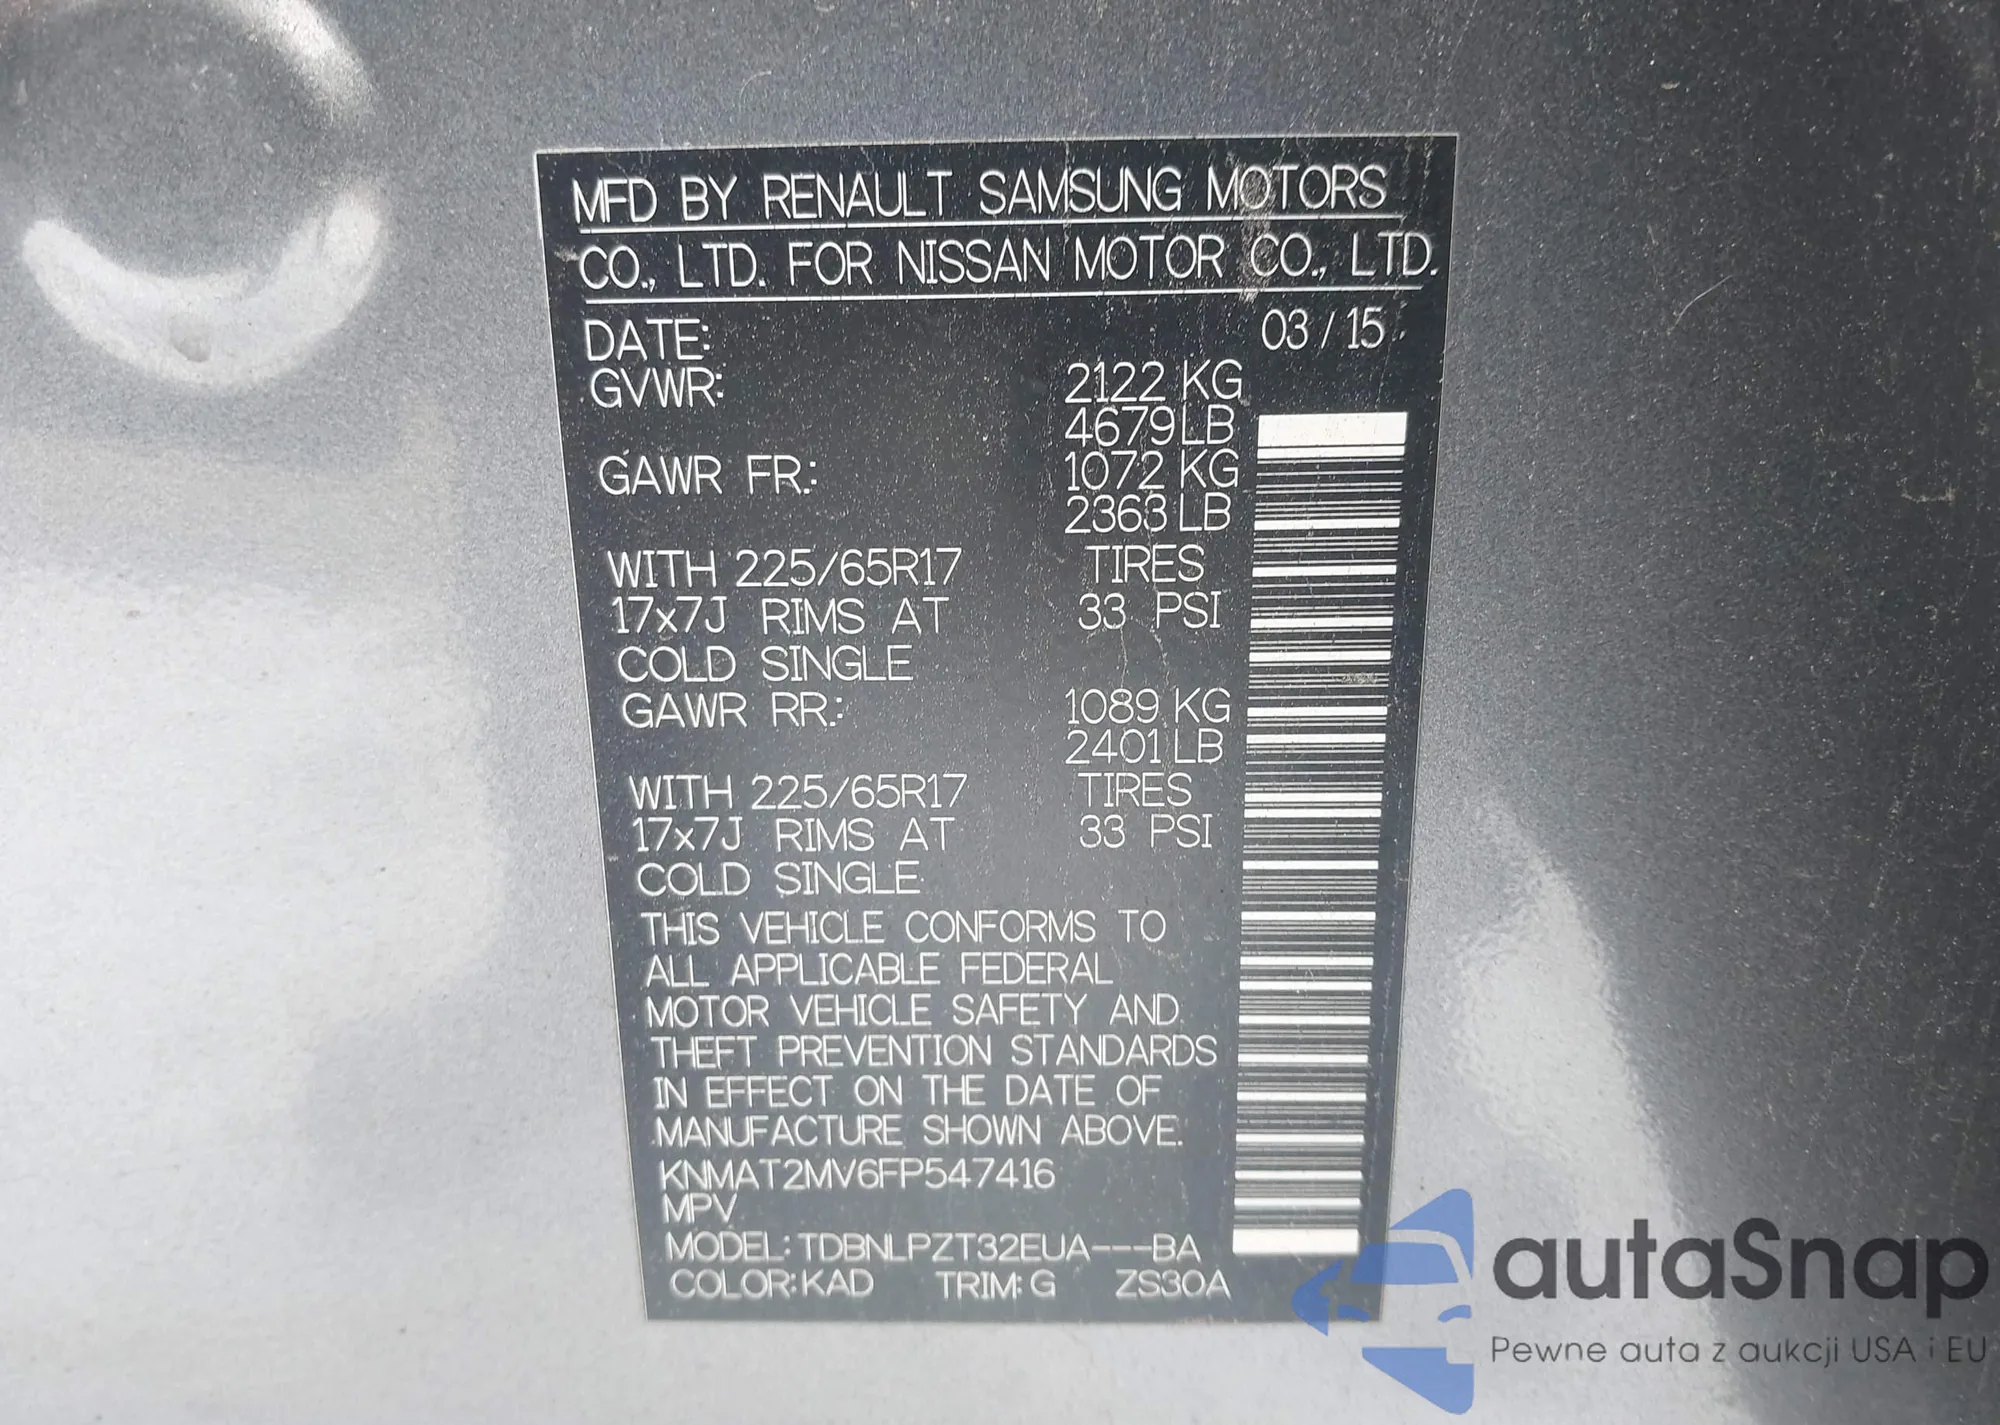 MFD BY RENAULT SAMSUNG MOTORS
CO., LTD. FOR NISSAN MOTOR CO., LTD.
DATE: 03 / 15
GVWR: 2122 KG
4679 LB
GAWR FR.: 1072 KG
2363 LB
WITH 225/65R17 TIRES
17x7J RIMS AT 33 PSI
COLD SINGLE
GAWR RR.: 1089 KG
2401 LB
WITH 225/65R17 TIRES
17x7J RIMS AT 33 PSI
COLD SINGLE
THIS VEHICLE CONFORMS TO
ALL APPLICABLE FEDERAL
MOTOR VEHICLE SAFETY AND
THEFT PREVENTION STANDARDS
IN EFFECT ON THE DATE OF
MANUFACTURE SHOWN ABOVE.
KNMAT2MV6FP547416
MPV
MODEL: TDBNLPZT32EUA---BA
COLOR: KAD TRIM: G ZS30A
autaSnap
Pewne auta z aukcji USA i EU